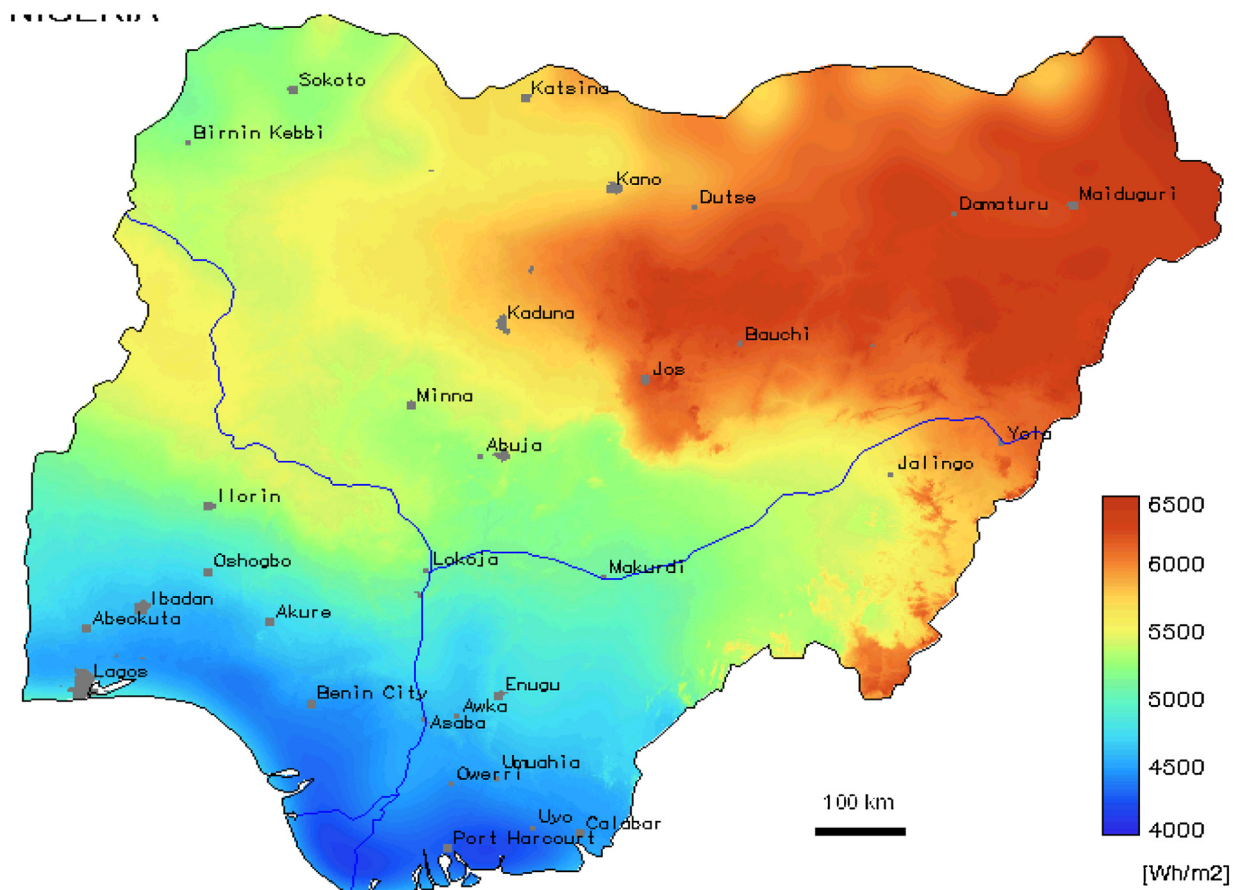 NIGERIA
Sokoto
Katsina
Birnin Kebbi
Kano
Dutse
Damaturu
Maiduguri
Kaduna
Bauchi
Jos
Minna
Abuja
Yota
Jalingo
Ilorin
6500
Oshogbo
Lokoja
Makurdi
6000
Ibadan
Abeokuta
Akure
5500
Lagos
Benin City
Enugu
Awka
Asaba
5000
Umuahia
Owerri
4500
100 km
Uyo
Calabar
Port Harcourt
4000
[Wh/m2]